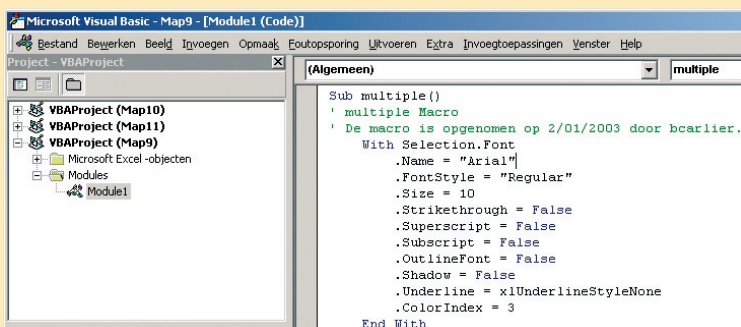 Microsoft Visual Basic - Map9 - [Module1 (Code)]
Bestand Bewerken Beeld Invoegen Opmaak Foutopsporing Uitvoeren Extra Invoegtoepassingen Venster Help
Project - VBAProject
VBAProject (Map10)
VBAProject (Map11)
VBAProject (Map9)
Microsoft Excel -objecten
Modules
Module1
(Algemeen)
multiple
Sub multiple()
' multiple Macro
' De macro is opgenomen op 2/01/2003 door bcarlier.
With Selection.Font
.Name = "Arial"
.FontStyle = "Regular"
.Size = 10
.Strikethrough = False
.Superscript = False
.Subscript = False
.OutlineFont = False
.Shadow = False
.Underline = xlUnderlineStyleNone
.ColorIndex = 3
End With